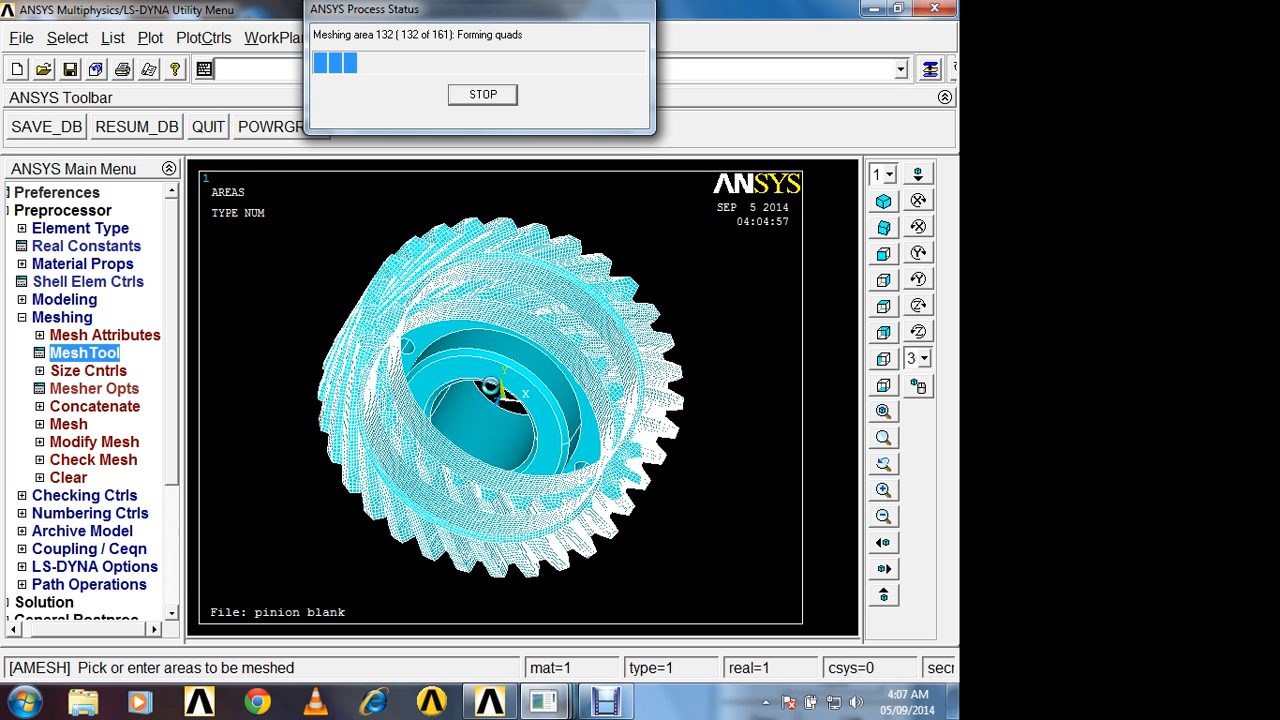 ANSYS Multiphysics/LS-DYNA Utility Menu
ANSYS Process Status
Meshing area 132 ( 132 of 161): Forming quads
STOP
File Select List Plot PlotCtrls WorkPlan
ANSYS Toolbar
SAVE_DB RESUM_DB QUIT POWRGR
ANSYS Main Menu
Preferences
Preprocessor
Element Type
Real Constants
Material Props
Shell Elem Ctrls
Modeling
Meshing
Mesh Attributes
MeshTool
Size Cntrls
Mesher Opts
Concatenate
Mesh
Modify Mesh
Check Mesh
Clear
Checking Ctrls
Numbering Ctrls
Archive Model
Coupling / Ceqn
LS-DYNA Options
Path Operations
Solution
General Postproc
1
AREAS
TYPE NUM
ANSYS
SEP 5 2014
04:04:57
Y
X
File: pinion blank
1
X
X
Y
Y
Z
Z
3
[AMESH] Pick or enter areas to be meshed
mat=1
type=1
real=1
csys=0
secn
4:07 AM
05/09/2014